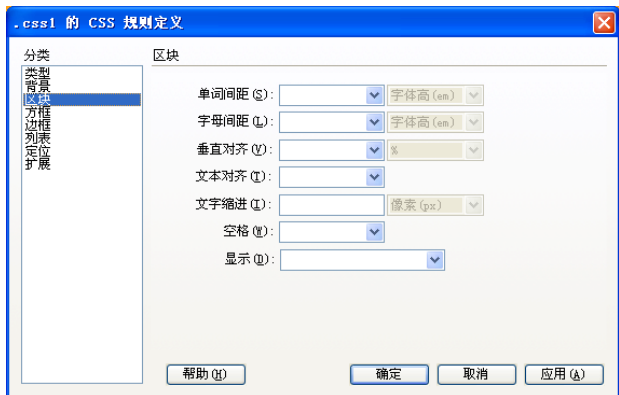 .css1 的 CSS 规则定义
分类
区块
类型
背景
区块
方框
边框
列表
定位
扩展
单词间距(S):
字体高(em)
字母间距(L):
字体高(em)
垂直对齐(V):
%
文本对齐(T):
文字缩进(I):
像素(px)
空格(W):
显示(D):
帮助(H)
确定
取消
应用(A)